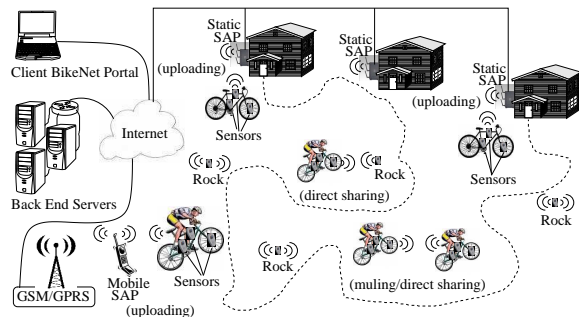 Static
SAP
(uploading)
Static
SAP
Static
SAP
(uploading)
Client BikeNet Portal
Internet
Sensors
Sensors
Rock
Rock
(direct sharing)
Rock
Back End Servers
Rock
Mobile
SAP
Sensors
(uploading)
(muling/direct sharing)
GSM/GPRS